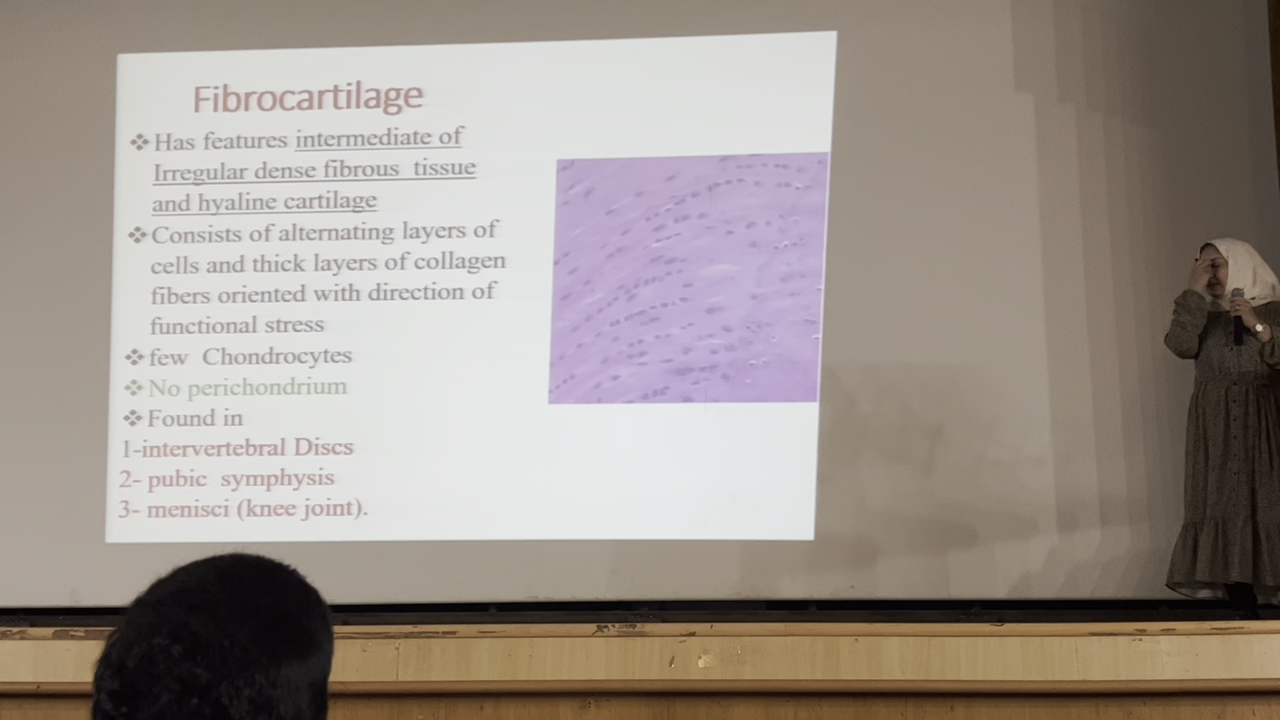 Fibrocartilage
❖Has features intermediate of
Irregular dense fibrous tissue
and hyaline cartilage
❖Consists of alternating layers of
cells and thick layers of collagen
fibers oriented with direction of
functional stress
❖few Chondrocytes
❖No perichondrium
❖Found in
1-intervertebral Discs
2- pubic symphysis
3- menisci (knee joint).